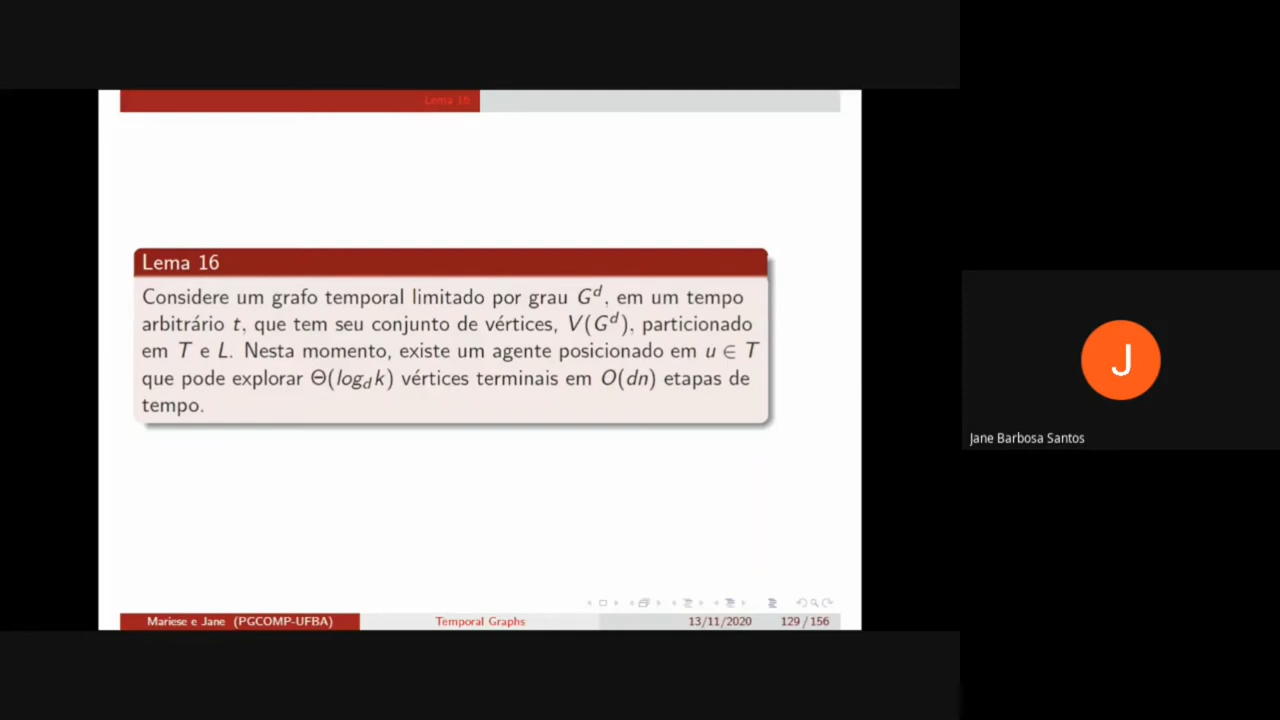 Lema 16
Lema 16
Considere um grafo temporal limitado por grau G^d, em um tempo
arbitrário t, que tem seu conjunto de vértices, V(G^d), particionado
em T e L. Nesta momento, existe um agente posicionado em u ∈ T
que pode explorar Θ(log_d k) vértices terminais em O(dn) etapas de
tempo.
J
Jane Barbosa Santos
Mariese e Jane (PGCOMP-UFBA)
Temporal Graphs
13/11/2020
129 / 156